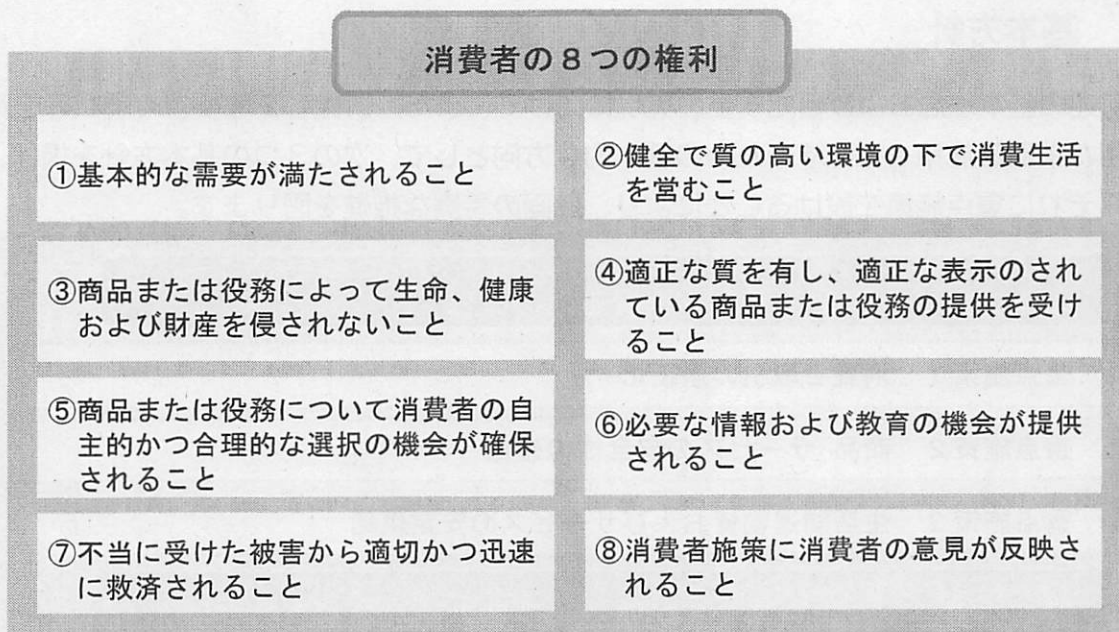 消費者の8つの権利
①基本的な需要が満たされること
②健全で質の高い環境の下で消費生活
を営むこと
③商品または役務によって生命、健康
および財産を侵されないこと
④適正な質を有し、適正な表示のされ
ている商品または役務の提供を受け
ること
⑤商品または役務について消費者の自
主的かつ合理的な選択の機会が確保
されること
⑥必要な情報および教育の機会が提供
されること
⑦不当に受けた被害から適切かつ迅速
に救済されること
⑧消費者施策に消費者の意見が反映さ
れること